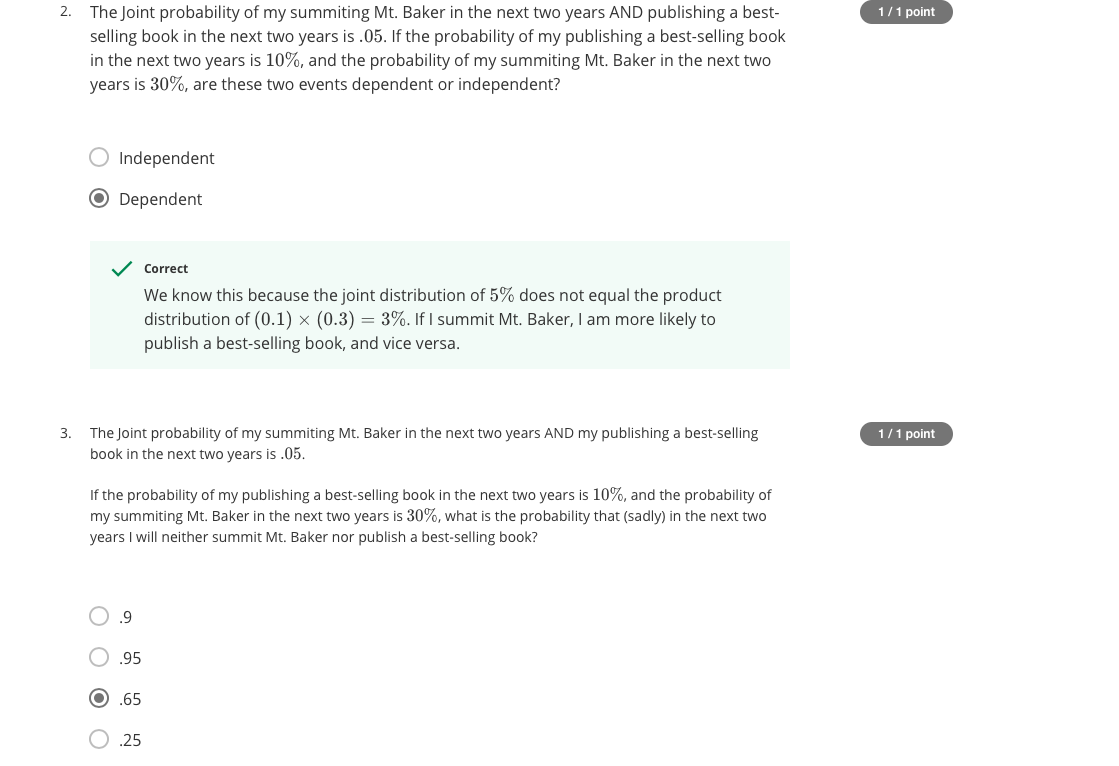 2. The Joint probability of my summiting Mt. Baker in the next two years AND publishing a best- 1 / 1 point
selling book in the next two years is .05. If the probability of my publishing a best-selling book
in the next two years is 10%, and the probability of my summiting Mt. Baker in the next two
years is 30%, are these two events dependent or independent?
Independent
Dependent
Correct
We know this because the joint distribution of 5% does not equal the product
distribution of (0.1) × (0.3) = 3%. If I summit Mt. Baker, I am more likely to
publish a best-selling book, and vice versa.
3. The Joint probability of my summiting Mt. Baker in the next two years AND my publishing a best-selling 1 / 1 point
book in the next two years is .05.
If the probability of my publishing a best-selling book in the next two years is 10%, and the probability of
my summiting Mt. Baker in the next two years is 30%, what is the probability that (sadly) in the next two
years I will neither summit Mt. Baker nor publish a best-selling book?
.9
.95
.65
.25